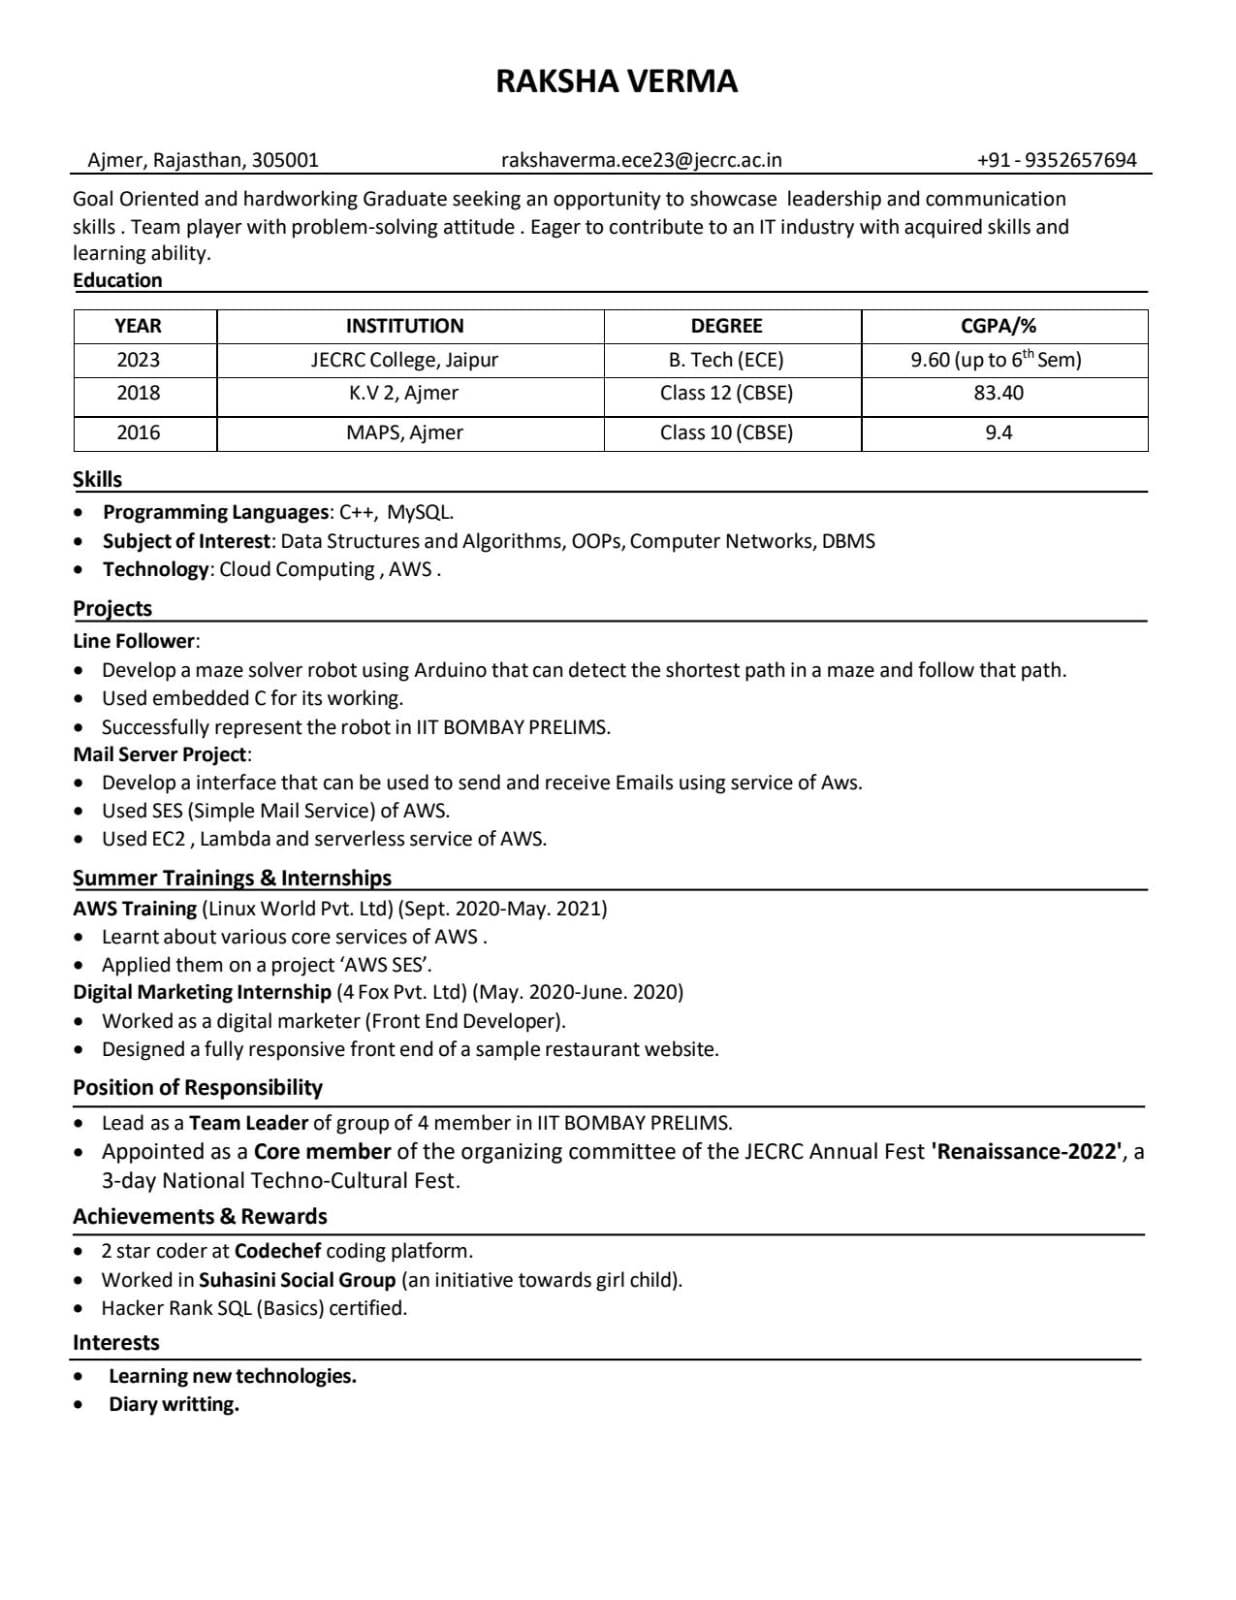 RAKSHA VERMA
Ajmer, Rajasthan, 305001 rakshaverma.ece23@jecrc.ac.in +91 - 9352657694
Goal Oriented and hardworking Graduate seeking an opportunity to showcase leadership and communication
skills . Team player with problem-solving attitude . Eager to contribute to an IT industry with acquired skills and
learning ability.
Education
YEAR INSTITUTION DEGREE CGPA/%
2023 JECRC College, Jaipur B. Tech (ECE) 9.60 (up to 6th Sem)
2018 K.V 2, Ajmer Class 12 (CBSE) 83.40
2016 MAPS, Ajmer Class 10 (CBSE) 9.4
Skills
• Programming Languages: C++, MySQL.
• Subject of Interest: Data Structures and Algorithms, OOPs, Computer Networks, DBMS
• Technology: Cloud Computing , AWS .
Projects
Line Follower:
• Develop a maze solver robot using Arduino that can detect the shortest path in a maze and follow that path.
• Used embedded C for its working.
• Successfully represent the robot in IIT BOMBAY PRELIMS.
Mail Server Project:
• Develop a interface that can be used to send and receive Emails using service of Aws.
• Used SES (Simple Mail Service) of AWS.
• Used EC2 , Lambda and serverless service of AWS.
Summer Trainings & Internships
AWS Training (Linux World Pvt. Ltd) (Sept. 2020-May. 2021)
• Learnt about various core services of AWS .
• Applied them on a project ‘AWS SES’.
Digital Marketing Internship (4 Fox Pvt. Ltd) (May. 2020-June. 2020)
• Worked as a digital marketer (Front End Developer).
• Designed a fully responsive front end of a sample restaurant website.
Position of Responsibility
• Lead as a Team Leader of group of 4 member in IIT BOMBAY PRELIMS.
• Appointed as a Core member of the organizing committee of the JECRC Annual Fest 'Renaissance-2022', a
3-day National Techno-Cultural Fest.
Achievements & Rewards
• 2 star coder at Codechef coding platform.
• Worked in Suhasini Social Group (an initiative towards girl child).
• Hacker Rank SQL (Basics) certified.
Interests
• Learning new technologies.
• Diary writting.